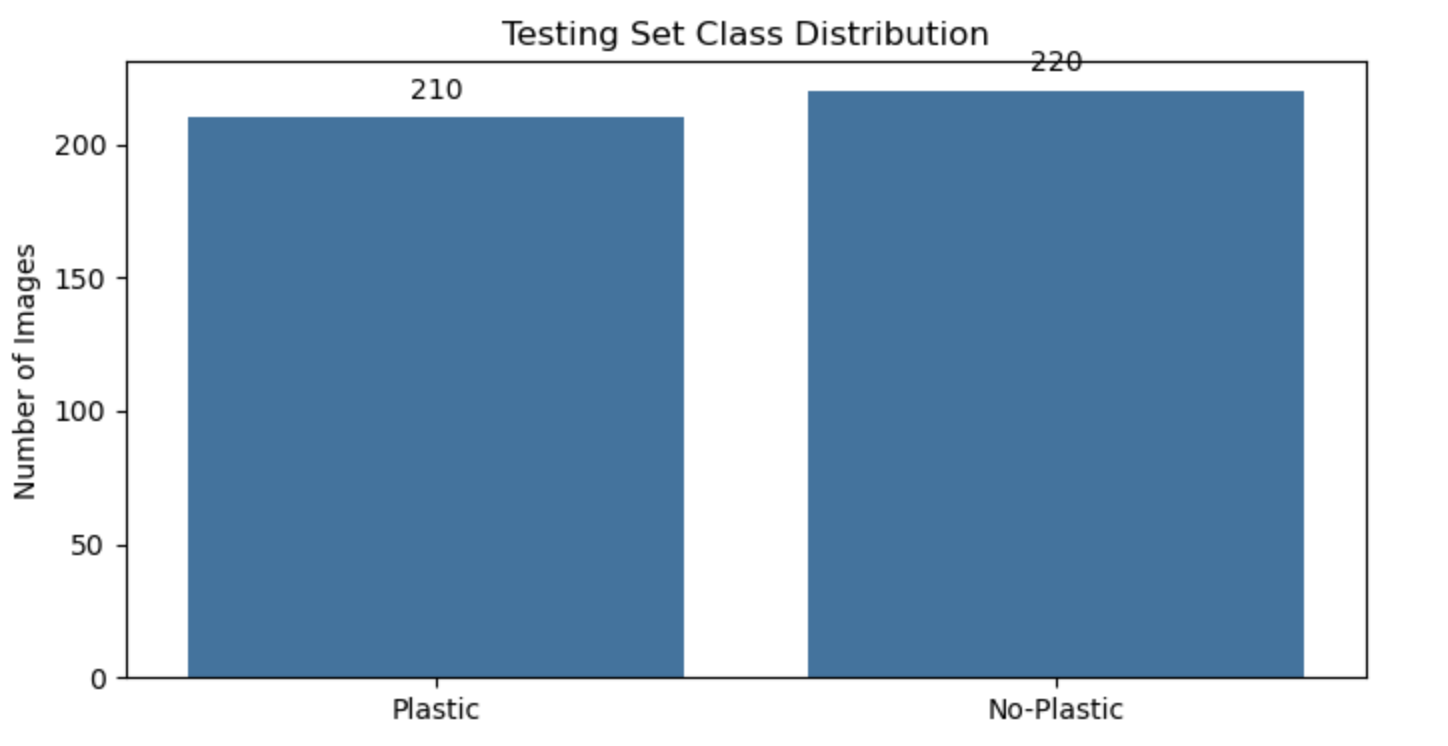 Testing Set Class Distribution
210
220
Number of Images
200
150
100
50
0
Plastic
No-Plastic